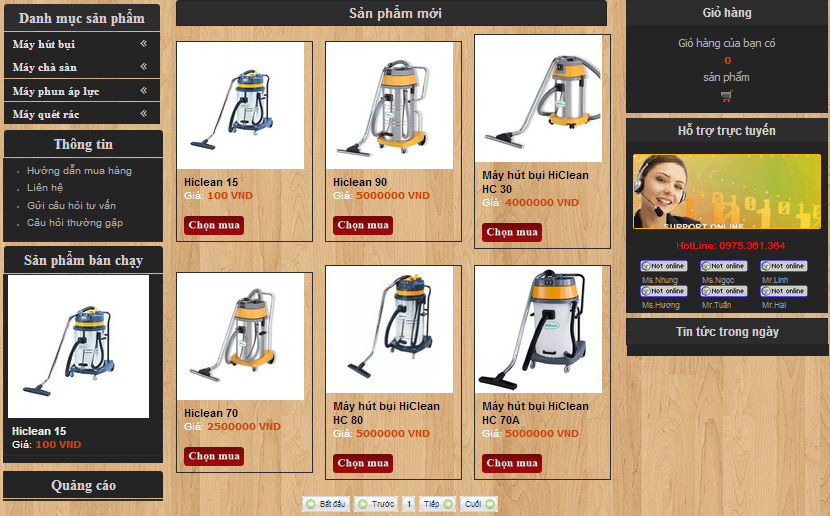 Danh mục sản phẩm
Máy hút bụi
Máy chà sàn
Máy phun áp lực
Máy quét rác
Thông tin
Hướng dẫn mua hàng
Liên hệ
Gửi câu hỏi tư vấn
Câu hỏi thường gặp
Sản phẩm bán chạy
Hiclean 15
Giá: 100 VND
Quảng cáo
Sản phẩm mới
Hiclean 15
Giá: 100 VND
Chọn mua
Hiclean 90
Giá: 5000000 VND
Chọn mua
Máy hút bụi HiClean
HC 30
Giá: 4000000 VND
Chọn mua
Hiclean 70
Giá: 2500000 VND
Chọn mua
Máy hút bụi HiClean
HC 80
Giá: 5000000 VND
Chọn mua
Máy hút bụi HiClean
HC 70A
Giá: 5000000 VND
Chọn mua
Bắt đầu Trước 1 Tiếp Cuối
Giỏ hàng
Giỏ hàng của bạn có
0
sản phẩm
Hỗ trợ trực tuyến
SUPPORT ONLINE
HotLine: 0975.361.364
Not online Not online Not online
Ms.Nhung Ms.Ngọc Mr.Linh
Not online Not online Not online
Ms.Hương Mr.Tuấn Mr.Hai
Tin tức trong ngày